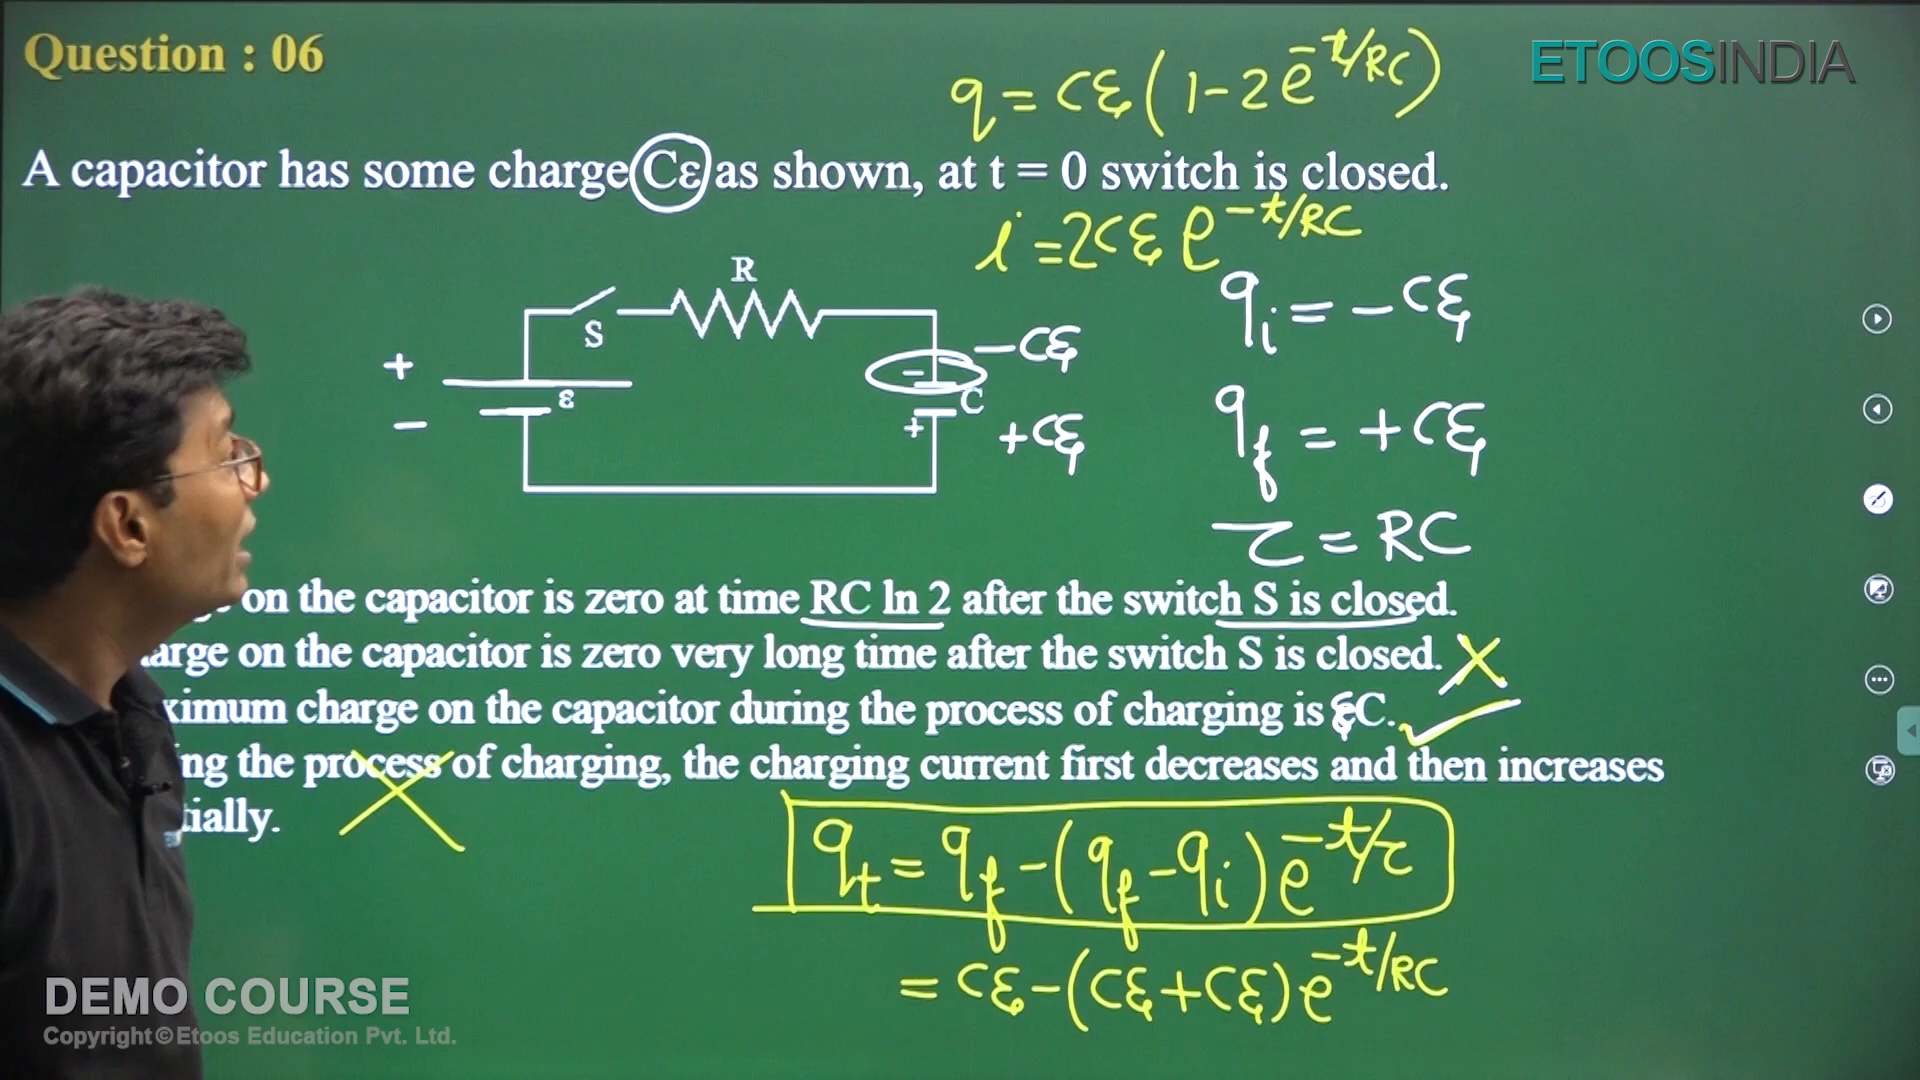 Question : 06
q = Cε(1-2e^-t/RC)
ETOOSINDIA
A capacitor has some charge Cε as shown, at t = 0 switch is closed.
i = 2Cε e^-t/RC
R
S
+
-
ε
-
C
+
-Cε
+Cε
qi = -Cε
qf = +Cε
τ = RC
on the capacitor is zero at time RC ln 2 after the switch S is closed.
on the capacitor is zero very long time after the switch S is closed.
charge on the capacitor during the process of charging is εC.
the process of charging, the charging current first decreases and then increases
qt = qf - (qf - qi) e^-t/τ
= Cε - (Cε + Cε) e^-t/RC
DEMO COURSE
Copyright © Etoos Education Pvt. Ltd.